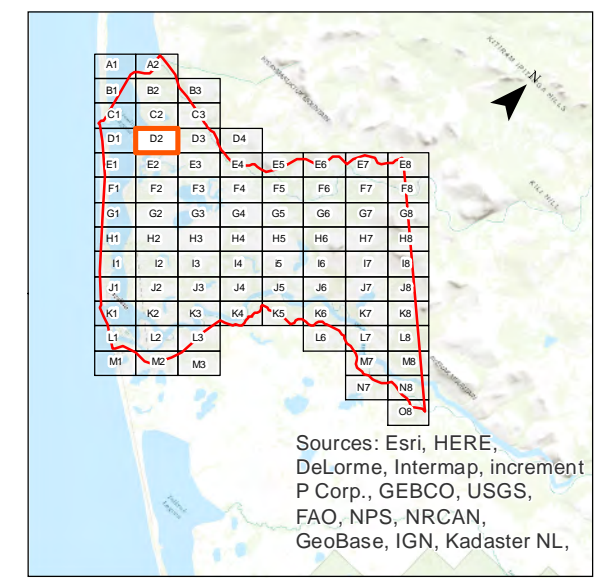 N
KITIRAM IPIENGA HILLS
KILI HILL
A1 A2
B1 B2 B3
C1 C2 C3
D1 D2 D3 D4
E1 E2 E3 E4 E5 E6 E7 E8
F1 F2 F3 F4 F5 F6 F7 F8
G1 G2 G3 G4 G5 G6 G7 G8
H1 H2 H3 H4 H5 H6 H7 H8
I1 I2 I3 I4 i5 I6 I7 I8
J1 J2 J3 J4 J5 J6 J7 J8
K1 K2 K3 K4 K5 K6 K7 K8
L1 L2 L3 L6 L7 L8
M1 M2 M3 M7 M8
N7 N8
O8
Sources: Esri, HERE,
DeLorme, Intermap, increment
P Corp., GEBCO, USGS,
FAO, NPS, NRCAN,
GeoBase, IGN, Kadaster NL,